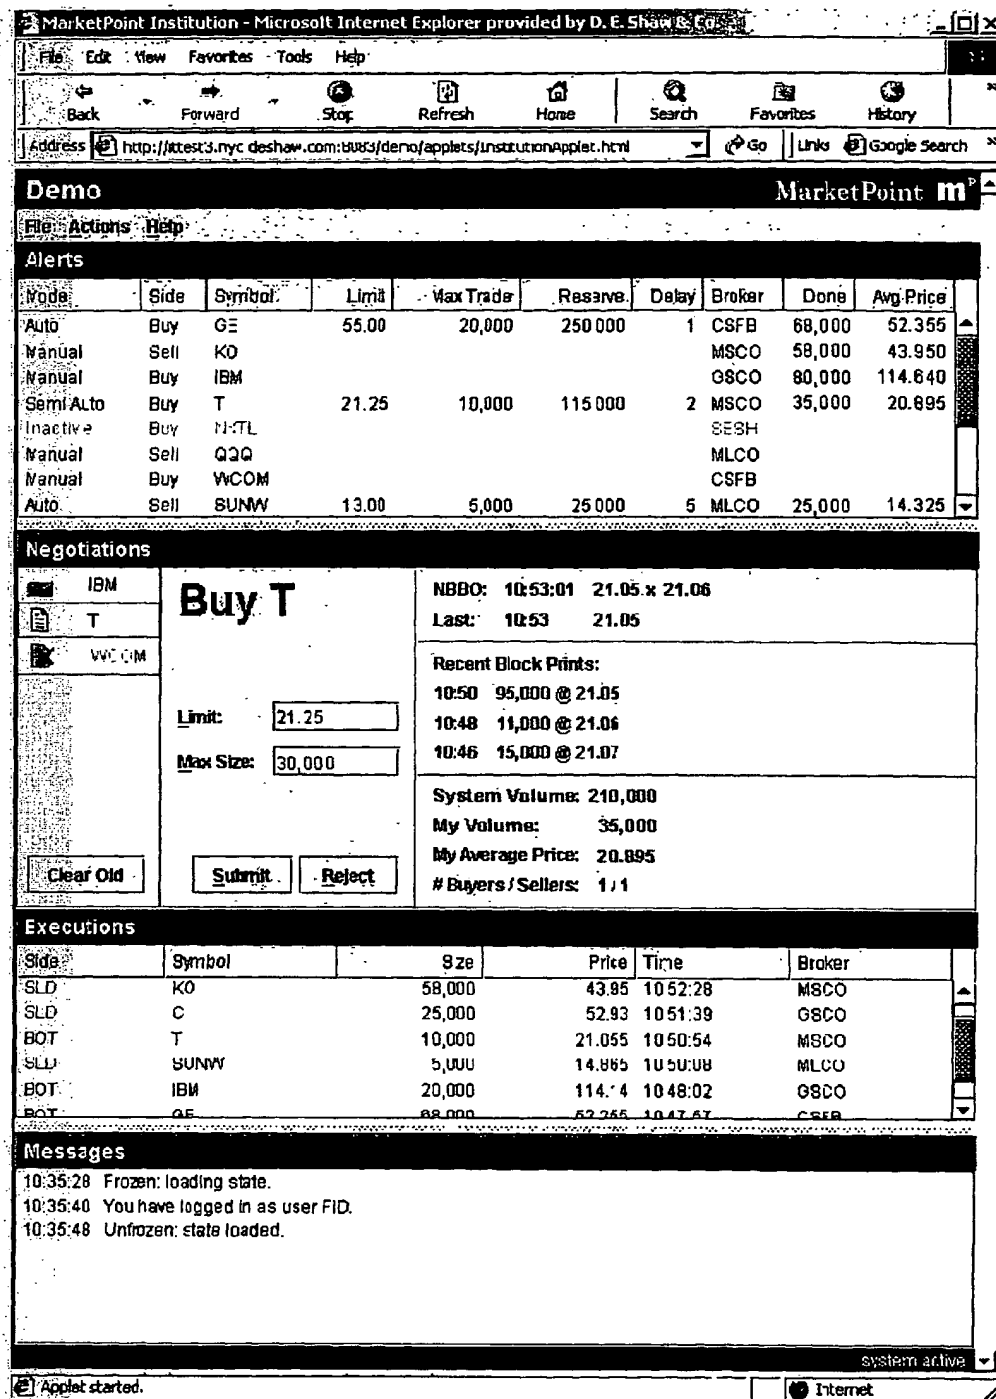 MarketPoint Institution - Microsoft Internet Explorer provided by D. E. Shaw & Co.
File Edit View Favorites Tools Help
Back Forward Stop Refresh Home Search Favorites History
Address http://ttest3.nyc deshaw.com:8083/demo/applets/InstitutionApplet.html Go Links Google Search
Demo MarketPoint m
File Actions Help
Alerts
Mode Side Symbol Limit Max Trade Reserve Delay Broker Done Avg Price
Auto Buy GE 55.00 20,000 250 000 1 CSFB 68,000 52.355
Manual Sell KO MSCO 58,000 43.950
Manual Buy IBM GSCO 80,000 114.640
Semi Auto Buy T 21.25 10,000 115 000 2 MSCO 35,000 20.895
Inactive Buy SESH
Manual Sell QQQ MLCO
Manual Buy WCOM CSFB
Auto Sell SUNW 13.00 5,000 25 000 5 MLCO 25,000 14.325
Negotiations
IBM
T
WCOM
Buy T
Limit: 21.25
Max Size: 30,000
Clear Old Submit Reject
NBBO: 10:53:01 21.05 x 21.06
Last: 10:53 21.05
Recent Block Prints:
10:50 95,000 @ 21.05
10:48 11,000 @ 21.06
10:46 15,000 @ 21.07
System Volume: 210,000
My Volume: 35,000
My Average Price: 20.895
# Buyers / Sellers: 1 / 1
Executions
Side Symbol Size Price Time Broker
SLD KO 58,000 43.95 10 52:28 MSCO
SLD C 25,000 52.93 10 51:39 GSCO
BOT T 10,000 21.055 10 50:54 MSCO
SLD SUNW 5,000 14.865 10 50:08 MLCO
BOT IBM 20,000 10 48:02 GSCO
BOT GE 68,000 CSFB
Messages
10:35:28 Frozen: loading state.
10:35:40 You have logged in as user FID.
10:35:48 Unfrozen: state loaded.
system active
Applet started. Internet